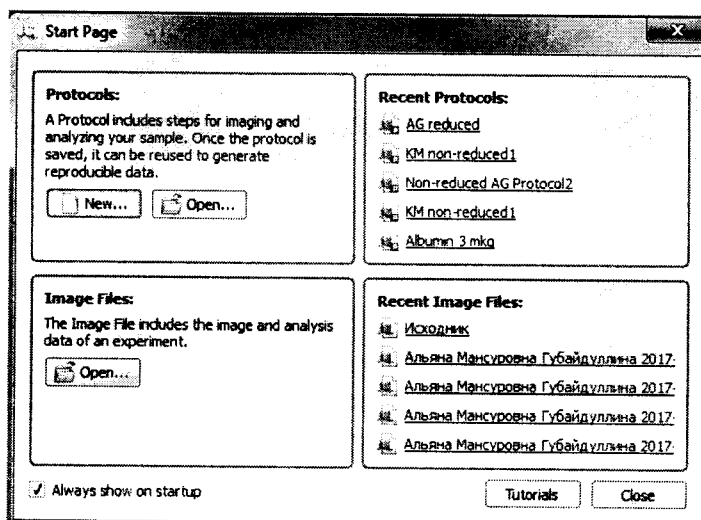 Start Page
Protocols:
A Protocol includes steps for imaging and
analyzing your sample. Once the protocol is
saved, it can be reused to generate
reproducible data.
New...
Open...
Recent Protocols:
AG reduced
KM non-reduced1
Non-reduced AG Protocol2
KM non-reduced1
Albumin 3 mkg
Image Files:
The Image File includes the image and analysis
data of an experiment.
Open...
Recent Image Files:
Исходник
Альяна Мансуровна Губайдуллина 2017-
Альяна Мансуровна Губайдуллина 2017-
Альяна Мансуровна Губайдуллина 2017-
Альяна Мансуровна Губайдуллина 2017-
Always show on startup
Tutorials
Close